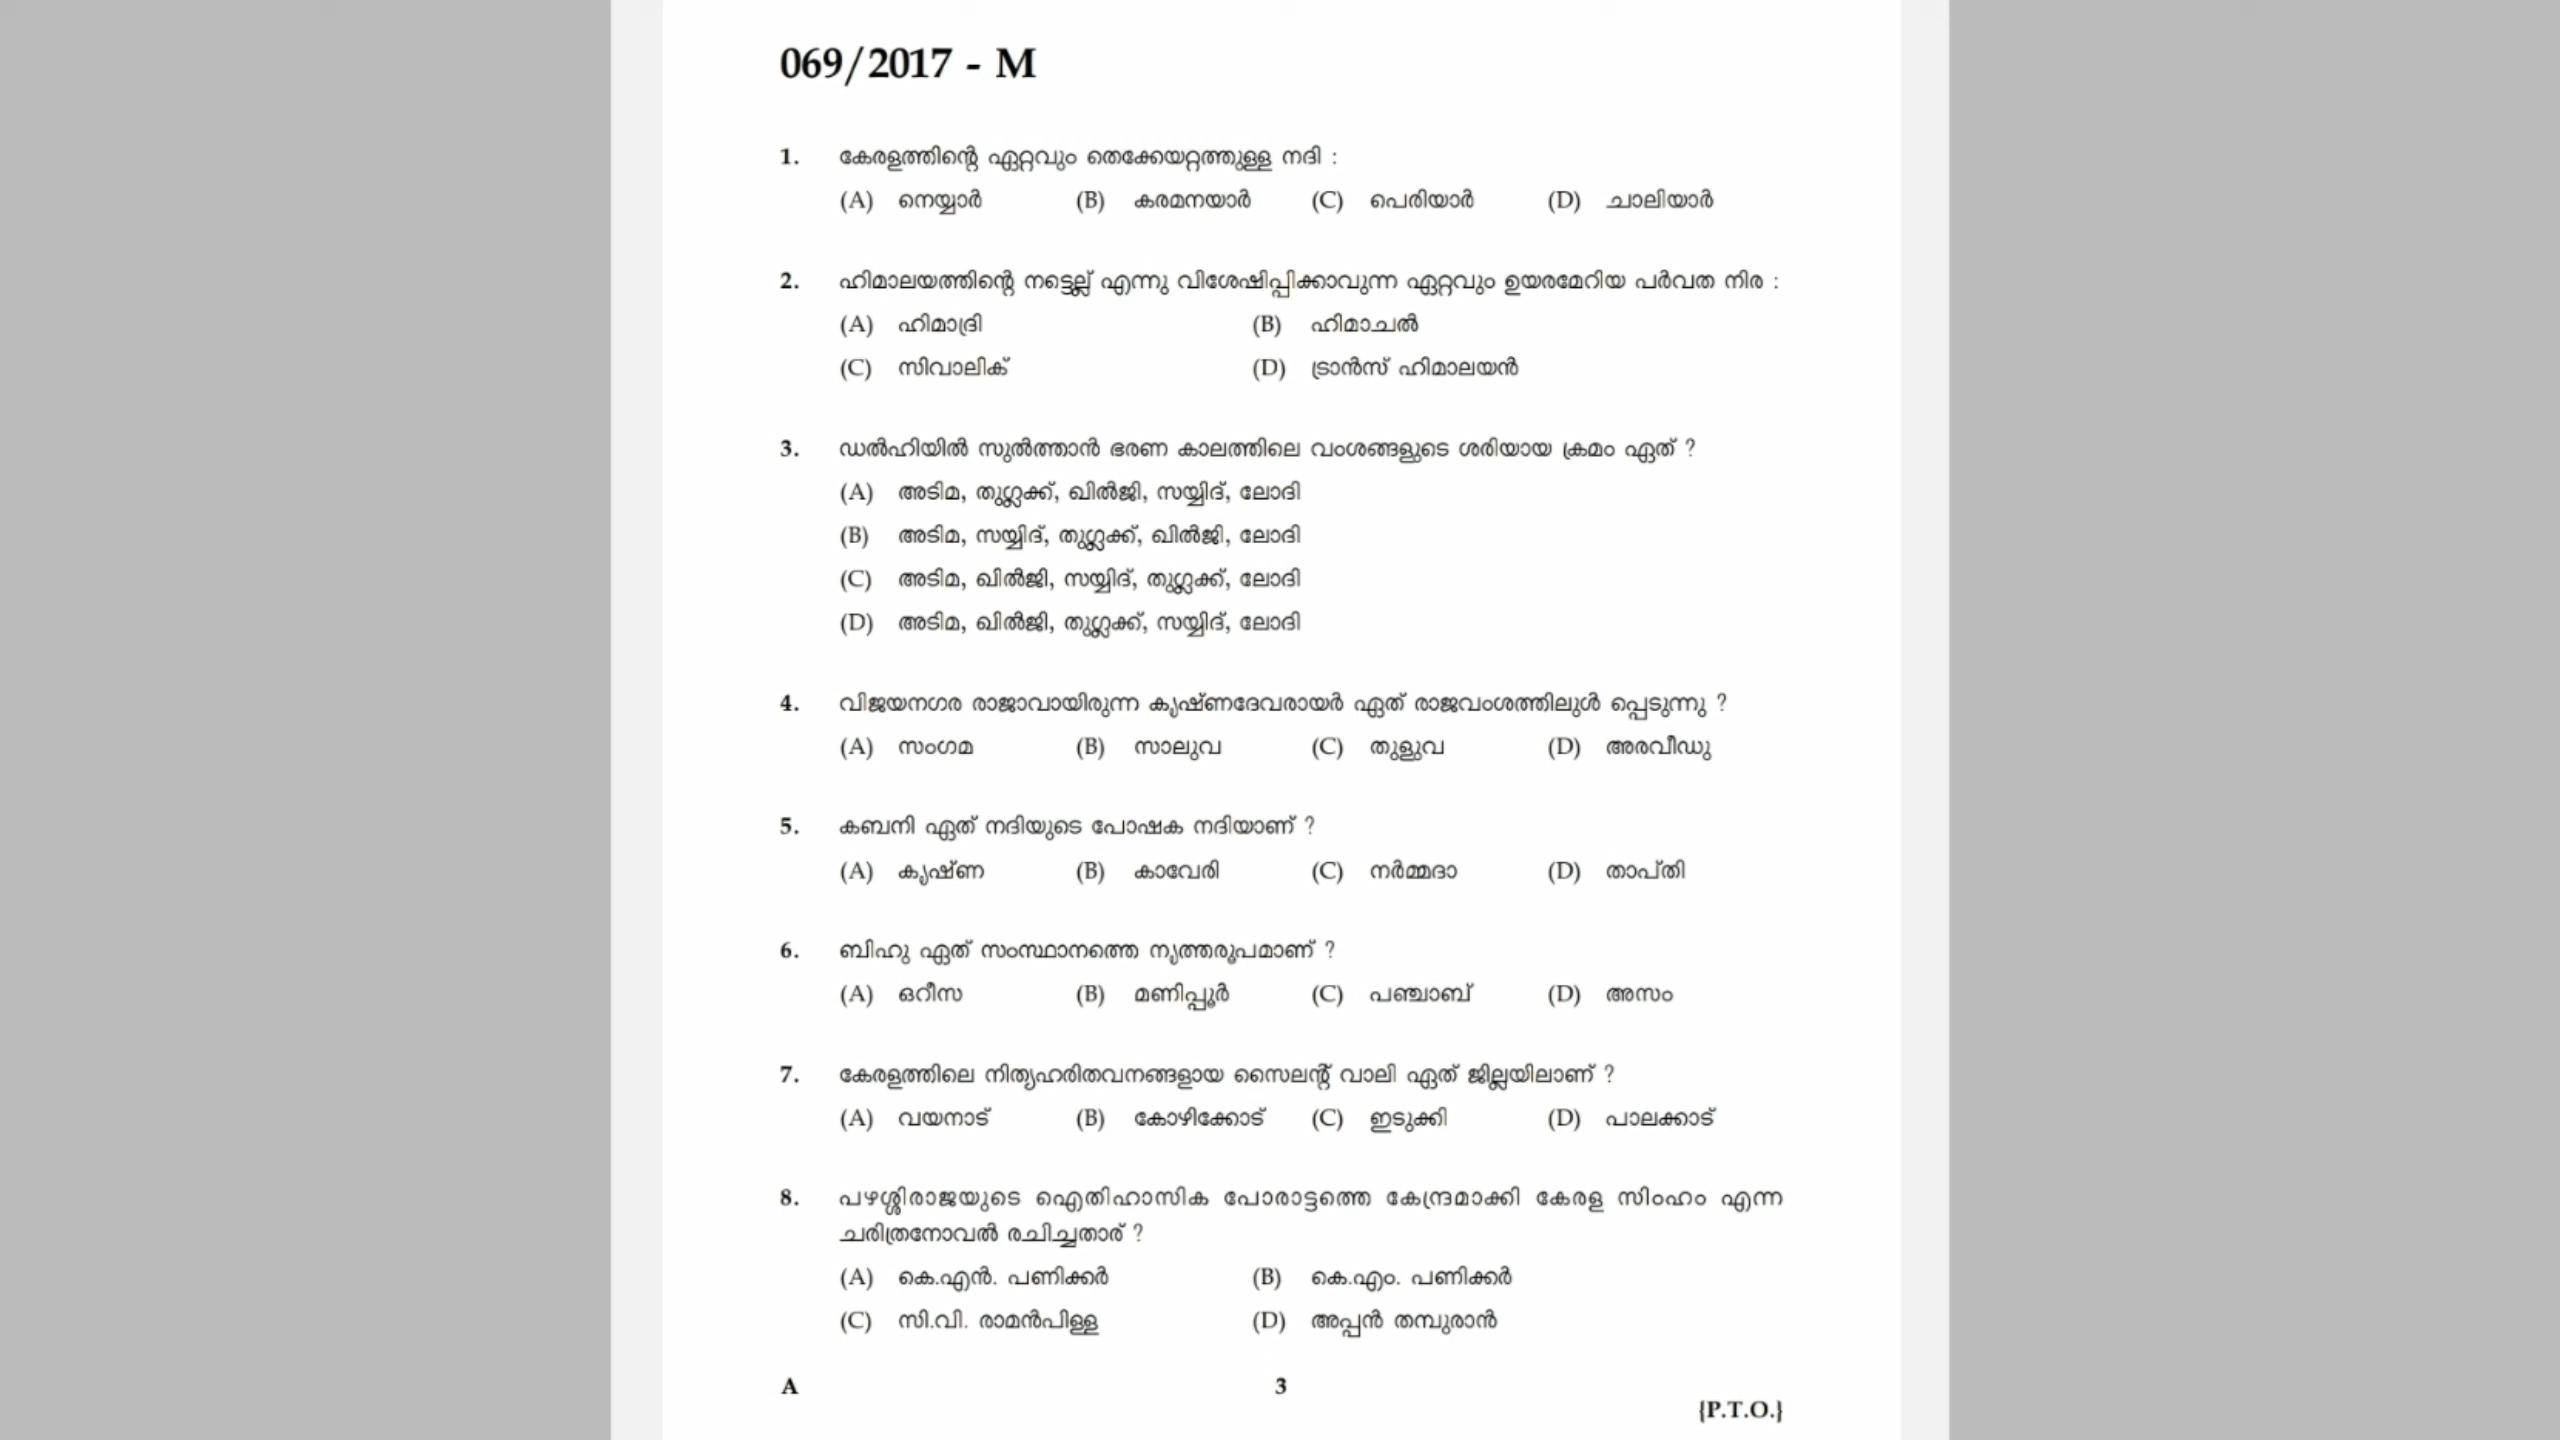 069/2017 - M
1. കേരളത്തിന്റെ ഏറ്റവും തെക്കേയറ്റത്തുള്ള നദി :
(A) നെയ്യാർ (B) കരമനയാർ (C) പെരിയാർ (D) ചാലിയാർ
2. ഹിമാലയത്തിന്റെ നട്ടെല്ല് എന്നു വിശേഷിപ്പിക്കാവുന്ന ഏറ്റവും ഉയരമേറിയ പർവത നിര :
(A) ഹിമാദ്രി (B) ഹിമാചൽ
(C) സിവാലിക് (D) ട്രാൻസ് ഹിമാലയൻ
3. ഡൽഹിയിൽ സുൽത്താൻ ഭരണ കാലത്തിലെ വംശങ്ങളുടെ ശരിയായ ക്രമം ഏത് ?
(A) അടിമ, തുഗ്ലക്ക്, ഖിൽജി, സയ്യിദ്, ലോദി
(B) അടിമ, സയ്യിദ്, തുഗ്ലക്ക്, ഖിൽജി, ലോദി
(C) അടിമ, ഖിൽജി, സയ്യിദ്, തുഗ്ലക്ക്, ലോദി
(D) അടിമ, ഖിൽജി, തുഗ്ലക്ക്, സയ്യിദ്, ലോദി
4. വിജയനഗര രാജാവായിരുന്ന കൃഷ്ണദേവരായർ ഏത് രാജവംശത്തിലുൾ പ്പെടുന്നു ?
(A) സംഗമ (B) സാലുവ (C) തുളുവ (D) അരവീഡു
5. കബനി ഏത് നദിയുടെ പോഷക നദിയാണ് ?
(A) കൃഷ്ണ (B) കാവേരി (C) നർമ്മദാ (D) താപ്തി
6. ബിഹു ഏത് സംസ്ഥാനത്തെ നൃത്തരൂപമാണ് ?
(A) ഒറീസ (B) മണിപ്പൂർ (C) പഞ്ചാബ് (D) അസം
7. കേരളത്തിലെ നിത്യഹരിതവനങ്ങളായ സൈലന്റ് വാലി ഏത് ജില്ലയിലാണ് ?
(A) വയനാട് (B) കോഴിക്കോട് (C) ഇടുക്കി (D) പാലക്കാട്
8. പഴശ്ശിരാജയുടെ ഐതിഹാസിക പോരാട്ടത്തെ കേന്ദ്രമാക്കി കേരള സിംഹം എന്ന
ചരിത്രനോവൽ രചിച്ചതാര് ?
(A) കെ.എൻ. പണിക്കർ (B) കെ.എം. പണിക്കർ
(C) സി.വി. രാമൻപിള്ള (D) അപ്പൻ തമ്പുരാൻ
A 3
{P.T.O.}